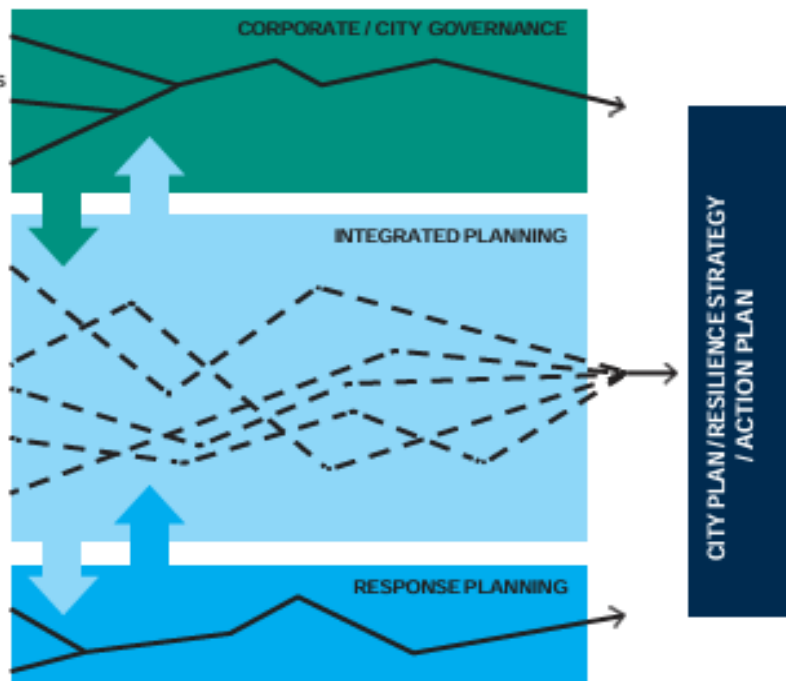 CORPORATE / CITY GOVERNANCE
s
INTEGRATED PLANNING
RESPONSE PLANNING
CITY PLAN / RESILIENCE STRATEGY
/ ACTION PLAN